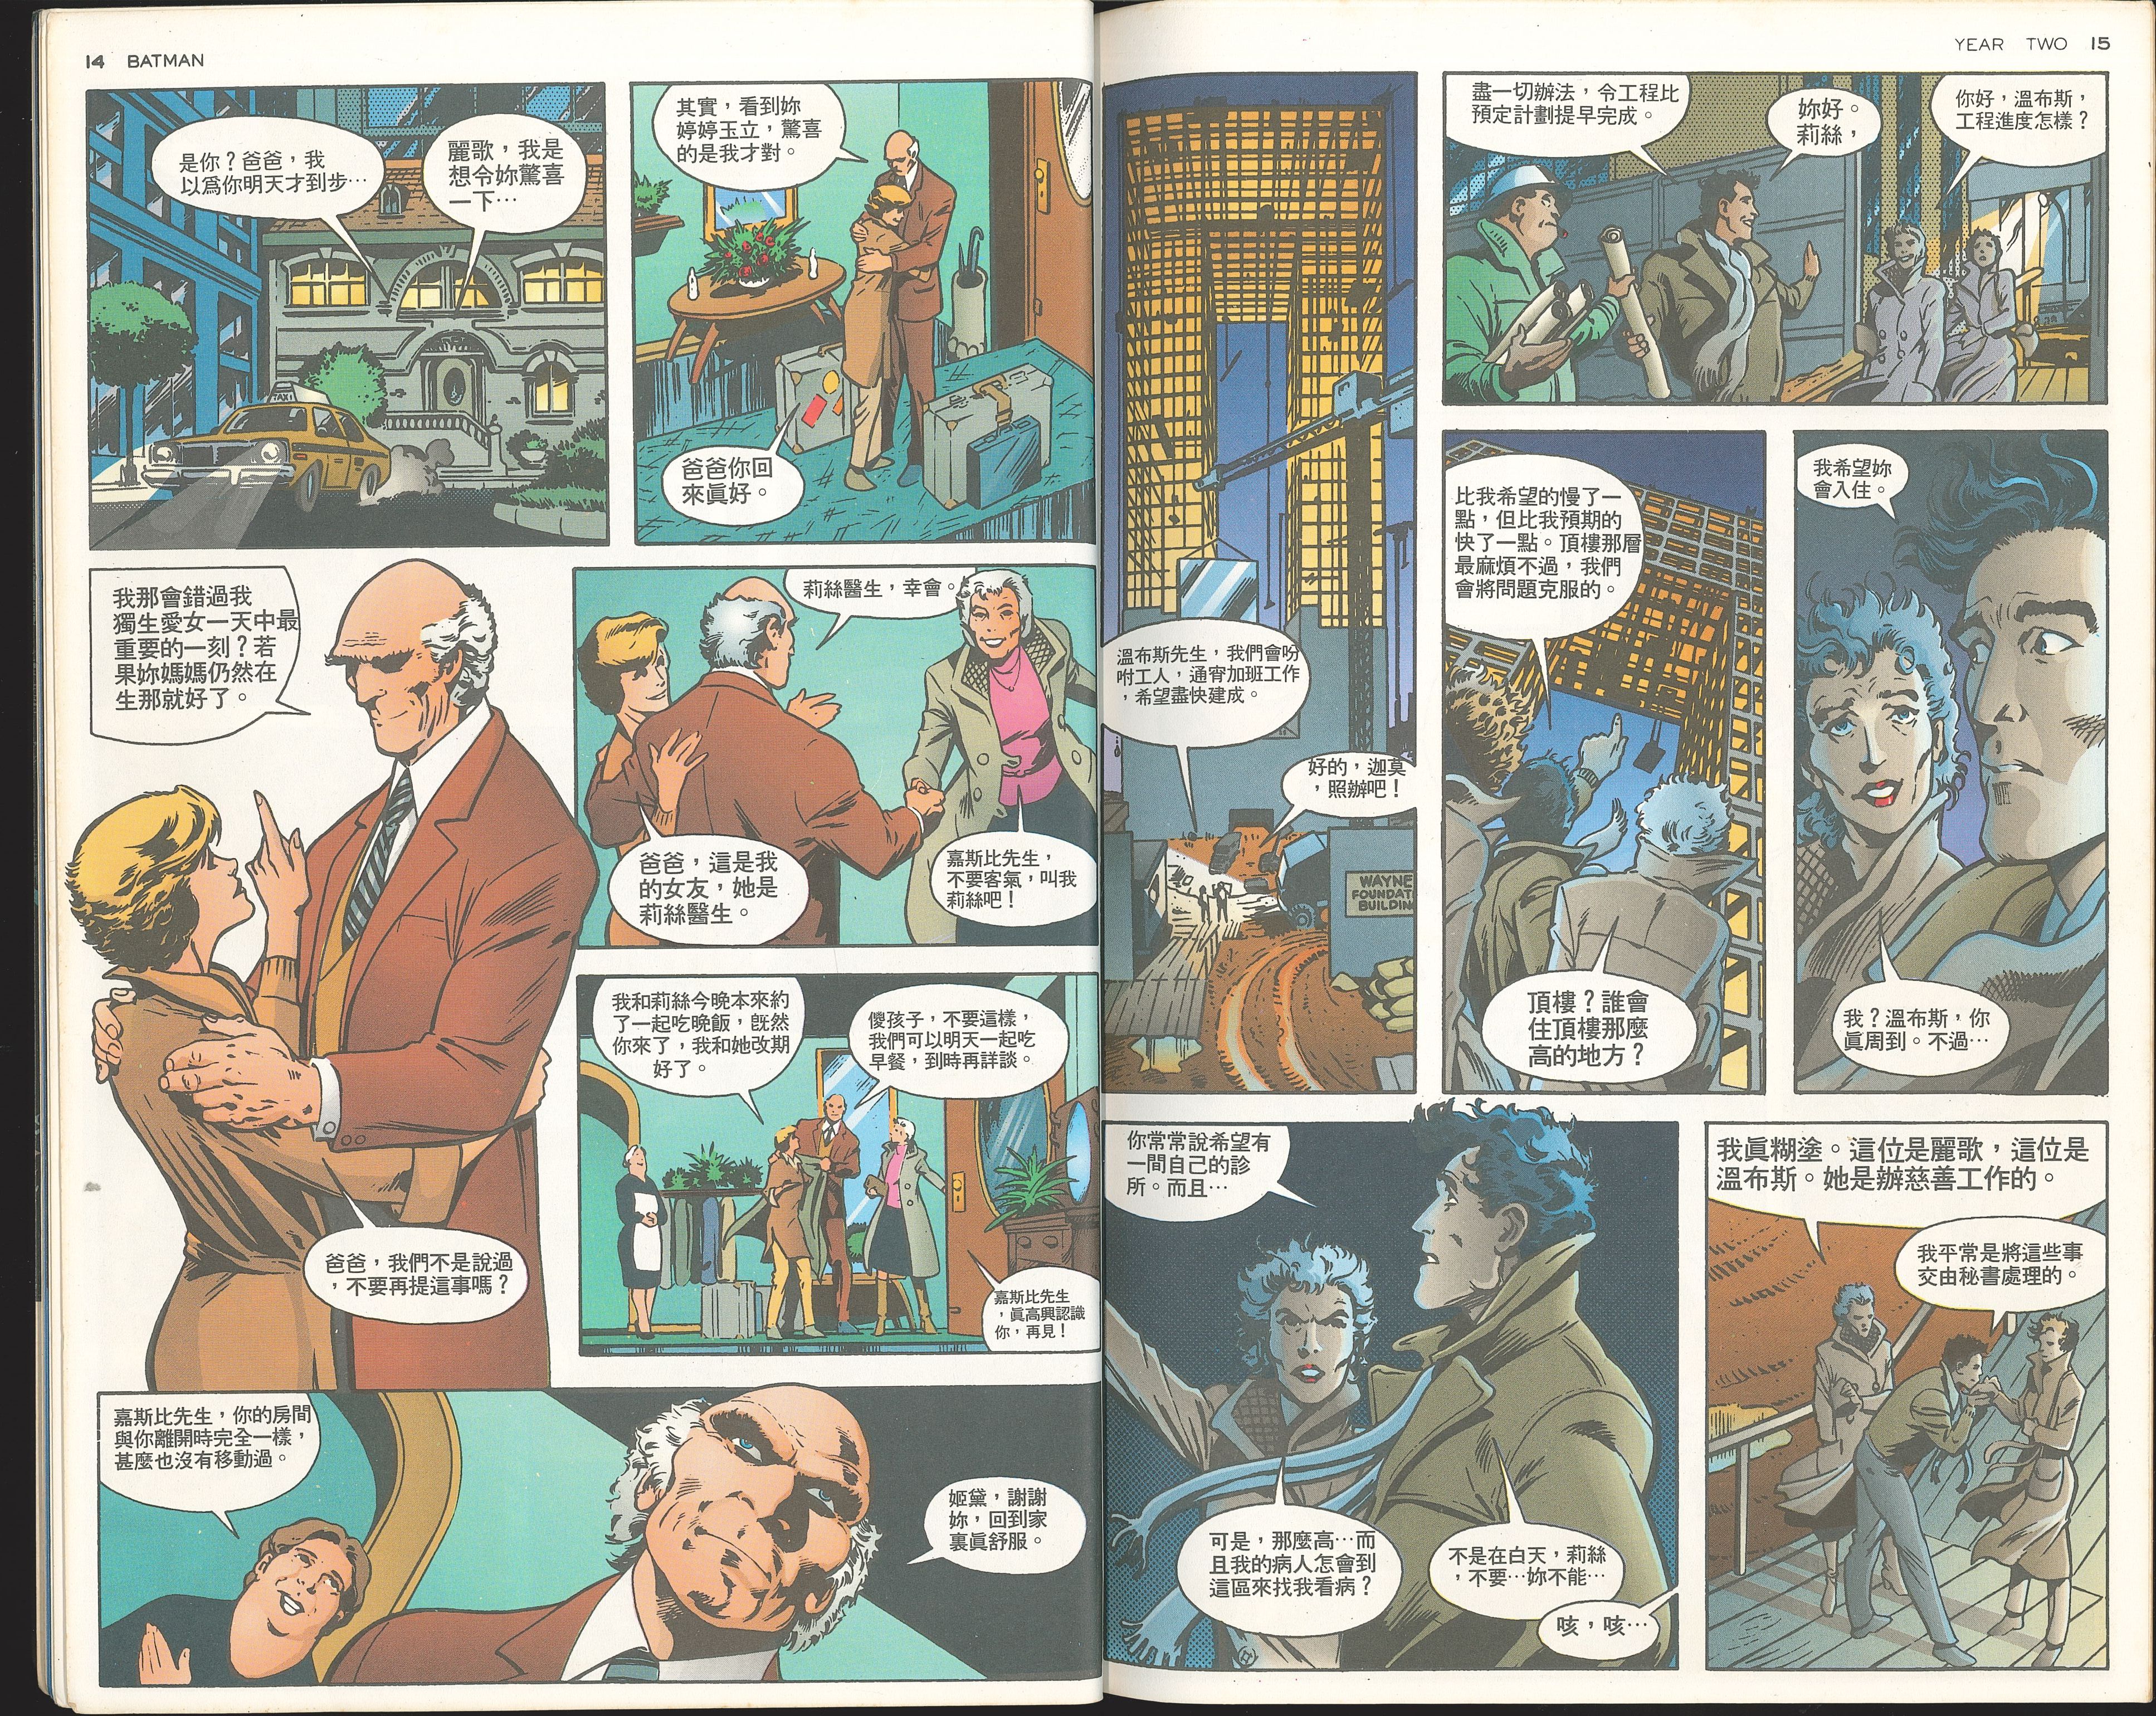 14 BATMAN
是你？爸爸，我
以爲你明天才到步…
麗歌，我是
想令妳驚喜
一下…
TAXI
其實，看到妳
婷婷玉立，驚喜
的是我才對。
爸爸你回
來眞好。
我那會錯過我
獨生愛女一天中最
重要的一刻？若
果妳媽媽仍然在
生那就好了。
爸爸，我們不是說過
，不要再提這事嗎？
莉絲醫生，幸會。
爸爸，這是我
的女友，她是
莉絲醫生。
嘉斯比先生，
不要客氣，叫我
莉絲吧！
我和莉絲今晚本來約
了一起吃晚飯，旣然
你來了，我和她改期
好了。
傻孩子，不要這樣，
我們可以明天一起吃
早餐，到時再詳談。
嘉斯比先生
，眞高興認識
你，再見！
嘉斯比先生，你的房間
與你離開時完全一樣，
甚麼也沒有移動過。
姬黛，謝謝
妳，回到家
裏眞舒服。
YEAR TWO 15
溫布斯先生，我們會吩
咐工人，通宵加班工作
，希望盡快建成。
好的，迦莫
，照辦吧！
WAYNE
FOUNDATI
BUILDING
盡一切辦法，令工程比
預定計劃提早完成。
妳好。
莉絲，
你好，溫布斯，
工程進度怎樣？
比我希望的慢了一
點，但比我預期的
快了一點。頂樓那層
最麻煩不過，我們
會將問題克服的。
頂樓？誰會
住頂樓那麼
高的地方？
我希望妳
會入住。
我？溫布斯，你
眞周到。不過…
你常常說希望有
一間自己的診
所。而且…
可是，那麼高…而
且我的病人怎會到
這區來找我看病？
不是在白天，莉絲
，不要…妳不能…
咳，咳…
我眞糊塗。這位是麗歌，這位是
溫布斯。她是辦慈善工作的。
我平常是將這些事
交由秘書處理的。